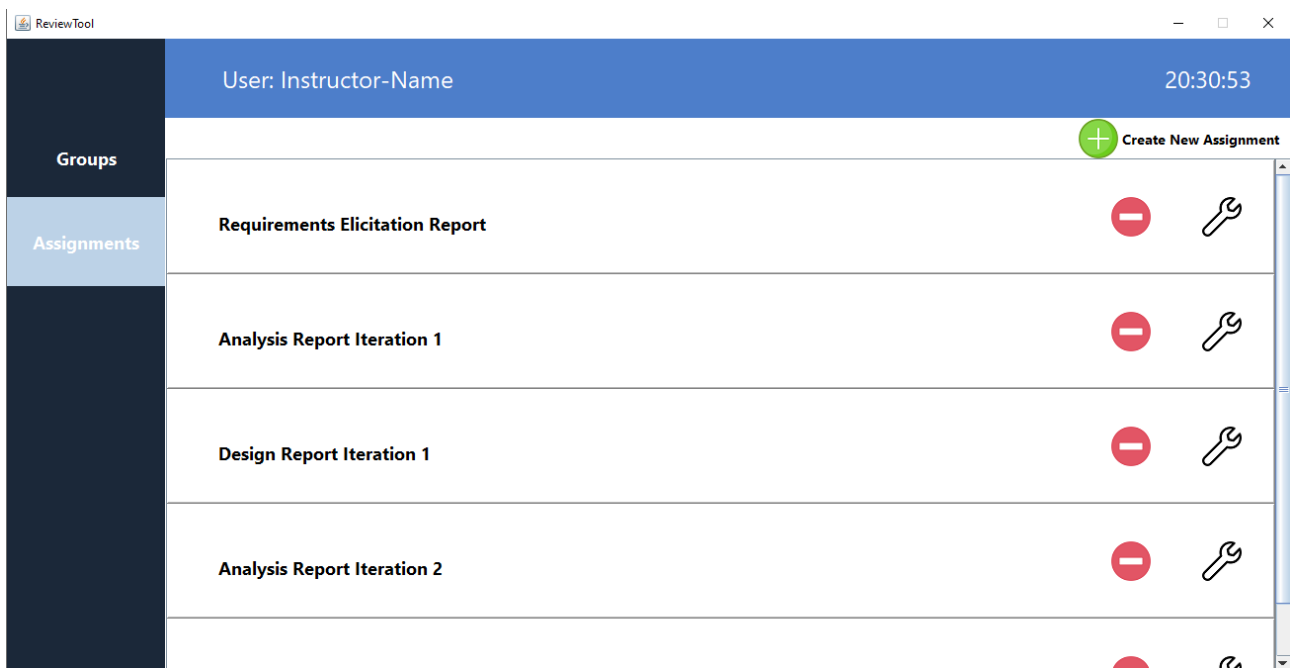 ReviewTool
User: Instructor-Name
20:30:53
Create New Assignment
Groups
Assignments
Requirements Elicitation Report
Analysis Report Iteration 1
Design Report Iteration 1
Analysis Report Iteration 2